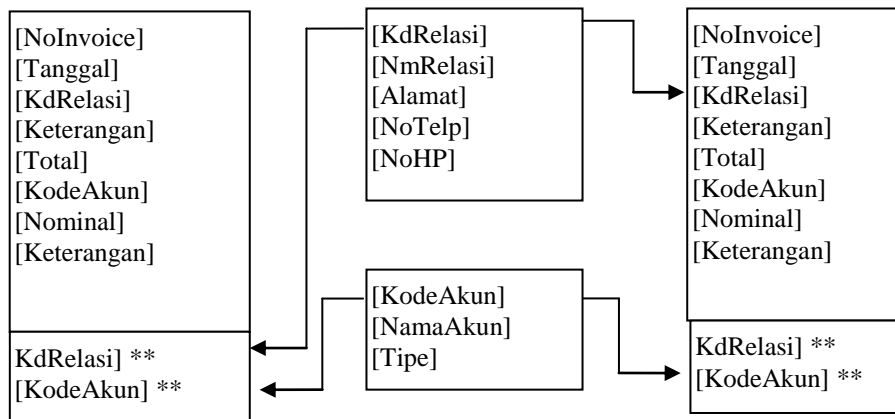 [NoInvoice]
[Tanggal]
[KdRelasi]
[Keterangan]
[Total]
[KodeAkun]
[Nominal]
[Keterangan]
KdRelasi] **
[KodeAkun] **
[KdRelasi]
[NmRelasi]
[Alamat]
[NoTelp]
[NoHP]
[KodeAkun]
[NamaAkun]
[Tipe]
[NoInvoice]
[Tanggal]
[KdRelasi]
[Keterangan]
[Total]
[KodeAkun]
[Nominal]
[Keterangan]
KdRelasi] **
[KodeAkun] **